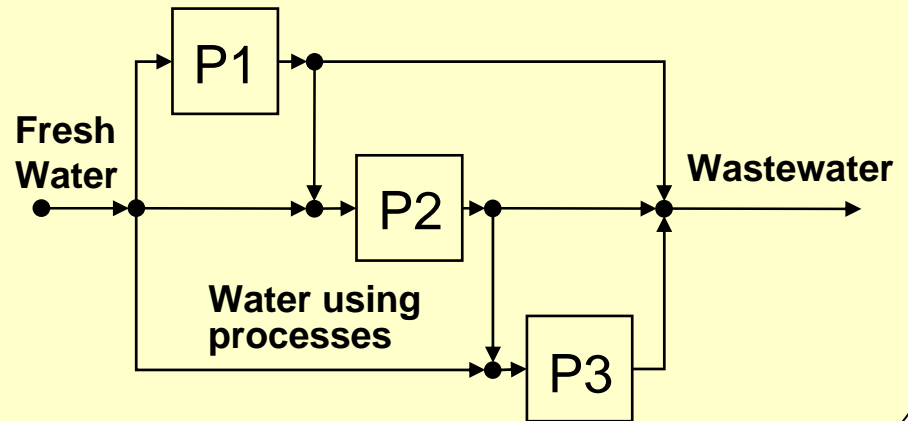 P1
Fresh
Water
Wastewater
P2
Water using
processes
P3